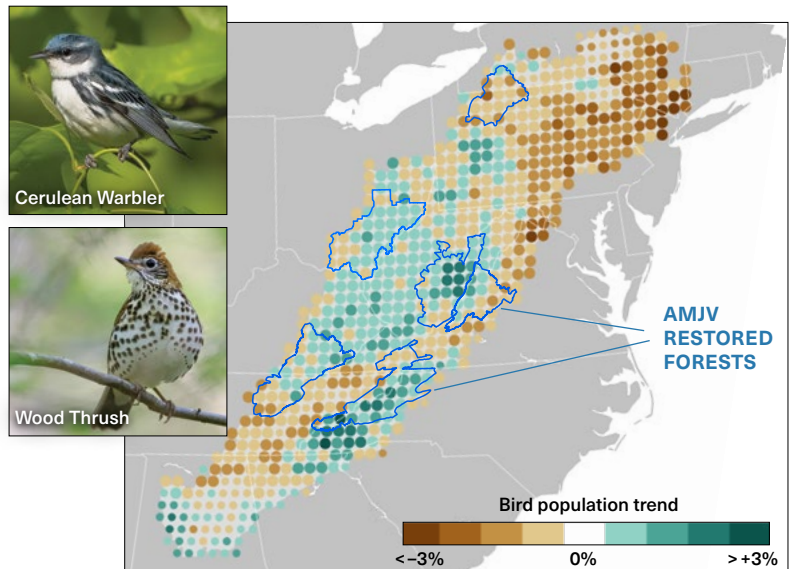 Cerulean Warbler
Wood Thrush
AMJV
RESTORED
FORESTS
Bird population trend
<−3%
0%
>+3%